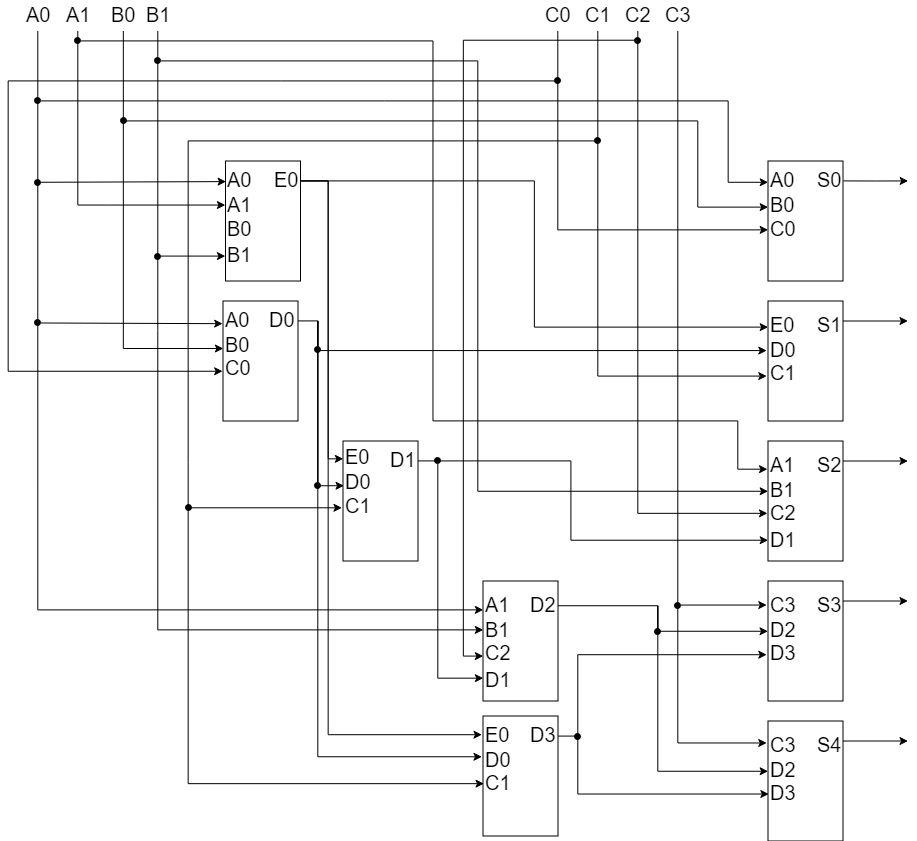 A0 A1 B0 B1 C0 C1 C2 C3
A0 E0
A1
B0
B1
A0 S0
B0
C0
A0 D0
B0
C0
E0 S1
D0
C1
E0 D1
D0
C1
A1 S2
B1
C2
D1
A1 D2
B1
C2
D1
C3 S3
D2
D3
E0 D3
D0
C1
C3 S4
D2
D3